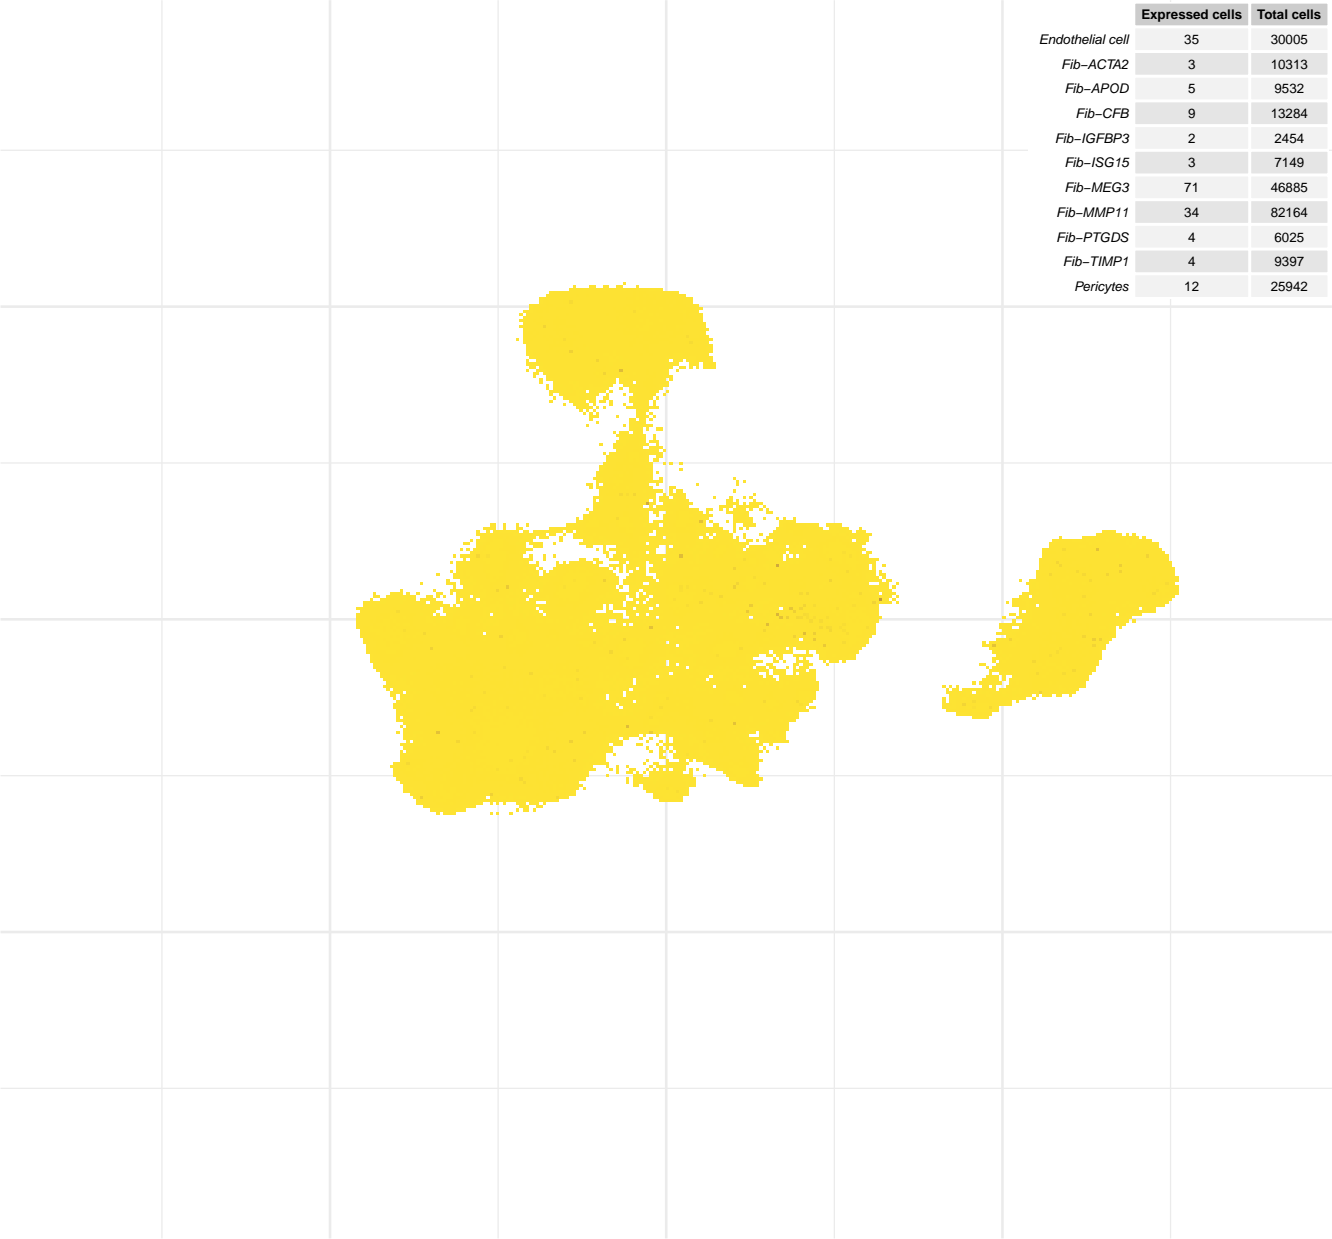 Expressed cells Total cells
Endothelial cell 35 30005
Fib−ACTA2 3 10313
Fib−APOD 5 9532
Fib−CFB 9 13284
Fib−IGFBP3 2 2454
Fib−ISG15 3 7149
Fib−MEG3 71 46885
Fib−MMP11 34 82164
Fib−PTGDS 4 6025
Fib−TIMP1 4 9397
Pericytes 12 25942